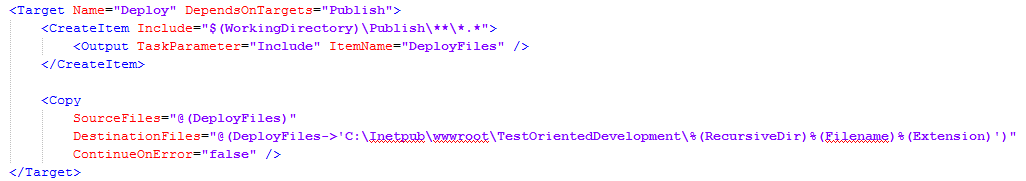 <Target Name="Deploy" DependsOnTargets="Publish">
    <CreateItem Include="$(WorkingDirectory)\Publish\**\*.*">
        <Output TaskParameter="Include" ItemName="DeployFiles" />
    </CreateItem>

    <Copy
        SourceFiles="@(DeployFiles)"
        DestinationFiles="@(DeployFiles->'C:\Inetpub\wwwroot\TestOrientedDevelopment\%(RecursiveDir)%(Filename)%(Extension)')"
        ContinueOnError="false" />
</Target>